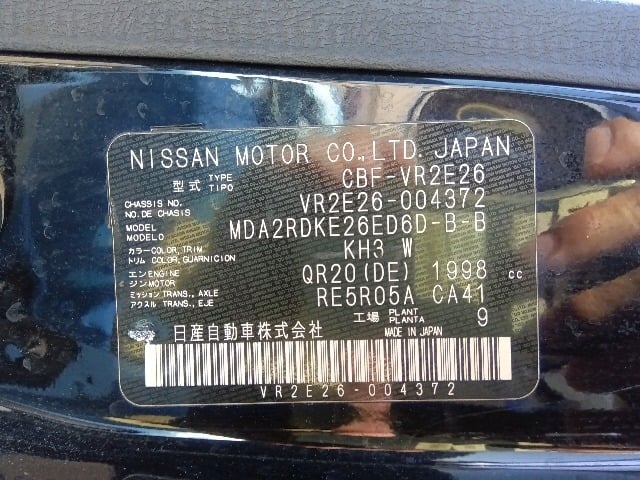 NISSAN MOTOR CO.,LTD. JAPAN
型式 TYPE TIPO CBF-VR2E26
CHASSIS NO. NO. DE CHASIS VR2E26-004372
MODEL MODELO MDA2RDKE26ED6D-B-B
カラー COLOR, TRIM トリム COLOR, GUARNICION KH3 W
エンジン ENGINE MOTOR QR20(DE) 1998 cc
ミッション TRANS., AXLE アクスル TRANS., EJE RE5R05A CA41
工場 PLANT PLANTA 9
日産自動車株式会社 MADE IN JAPAN
VR2E26-004372